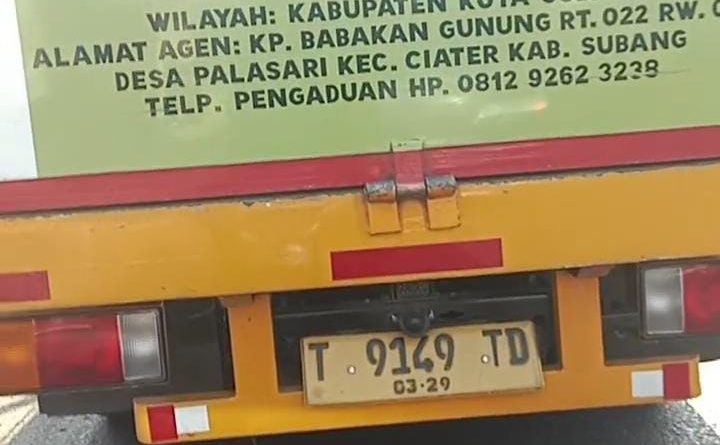 WILAYAH: KABUPATEN KOTA
ALAMAT AGEN: KP. BABAKAN GUNUNG RT. 022 RW.
DESA PALASARI KEC. CIATER KAB. SUBANG
TELP. PENGADUAN HP. 0812 9262 3238
T 9149 TD
03·29